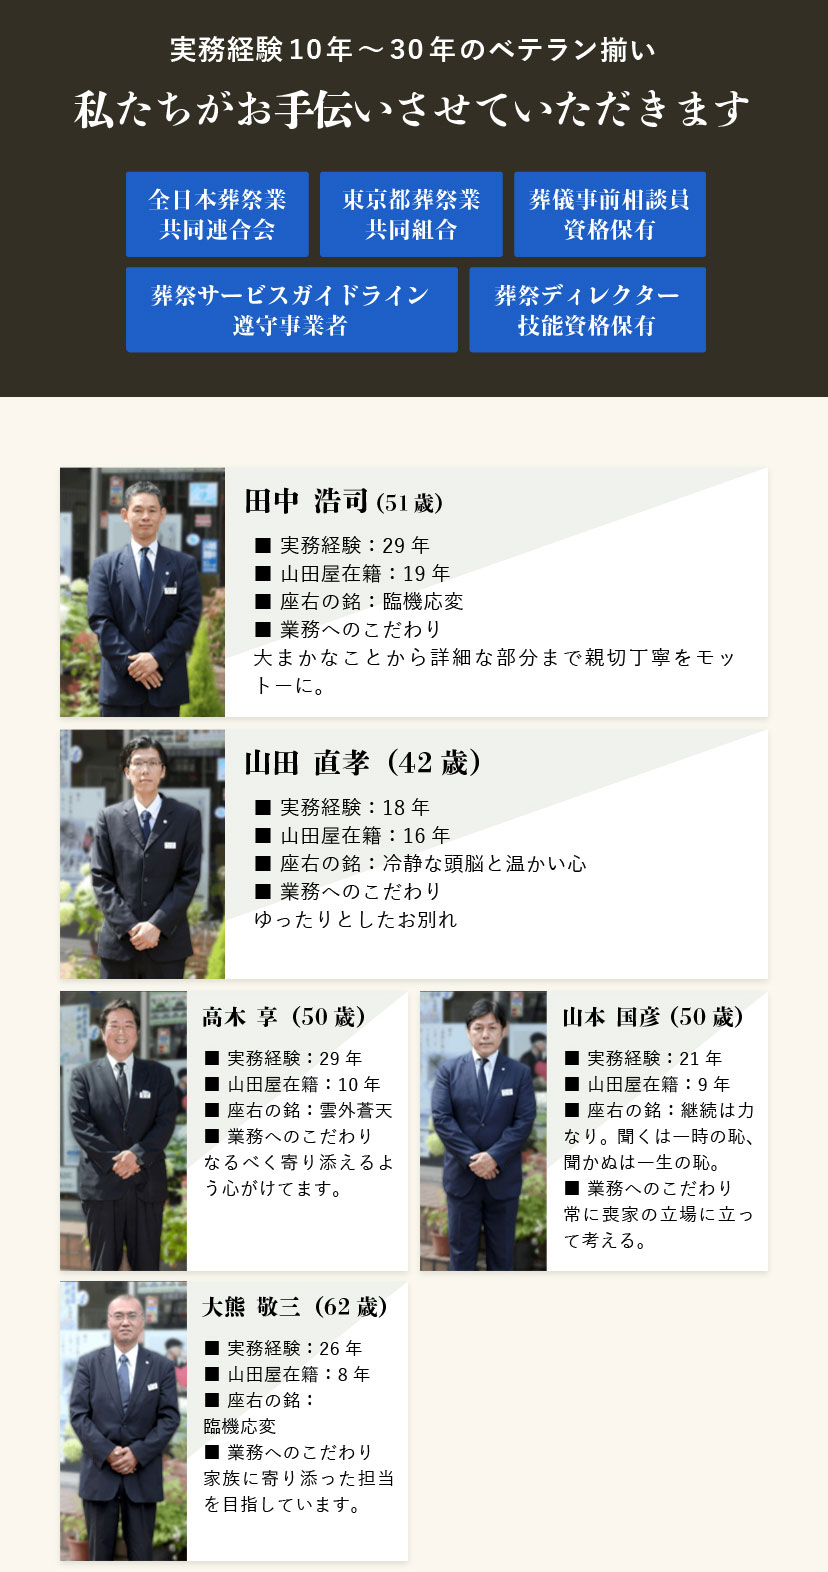 実務経験10年〜30年のベテラン揃い
私たちがお手伝いさせていただきます
全日本葬祭業
共同連合会
東京都葬祭業
共同組合
葬儀事前相談員
資格保有
葬祭サービスガイドライン
遵守事業者
葬祭ディレクター
技能資格保有
田中 浩司 (51歳)
■ 実務経験：29年
■ 山田屋在籍：19年
■ 座右の銘：臨機応変
■ 業務へのこだわり
大まかなことから詳細な部分まで親切丁寧をモッ
トーに。
山田 直孝（42歳）
■ 実務経験：18年
■ 山田屋在籍：16年
■ 座右の銘：冷静な頭脳と温かい心
■ 業務へのこだわり
ゆったりとしたお別れ
高木 享（50歳）
■ 実務経験：29年
■ 山田屋在籍：10年
■ 座右の銘：雲外蒼天
■ 業務へのこだわり
なるべく寄り添えるよ
う心がけてます。
山本 国彦（50歳）
■ 実務経験：21年
■ 山田屋在籍：9年
■ 座右の銘：継続は力
なり。聞くは一時の恥、
聞かぬは一生の恥。
■ 業務へのこだわり
常に喪家の立場に立っ
て考える。
大熊 敬三（62歳）
■ 実務経験：26年
■ 山田屋在籍：8年
■ 座右の銘：
臨機応変
■ 業務へのこだわり
家族に寄り添った担当
を目指しています。